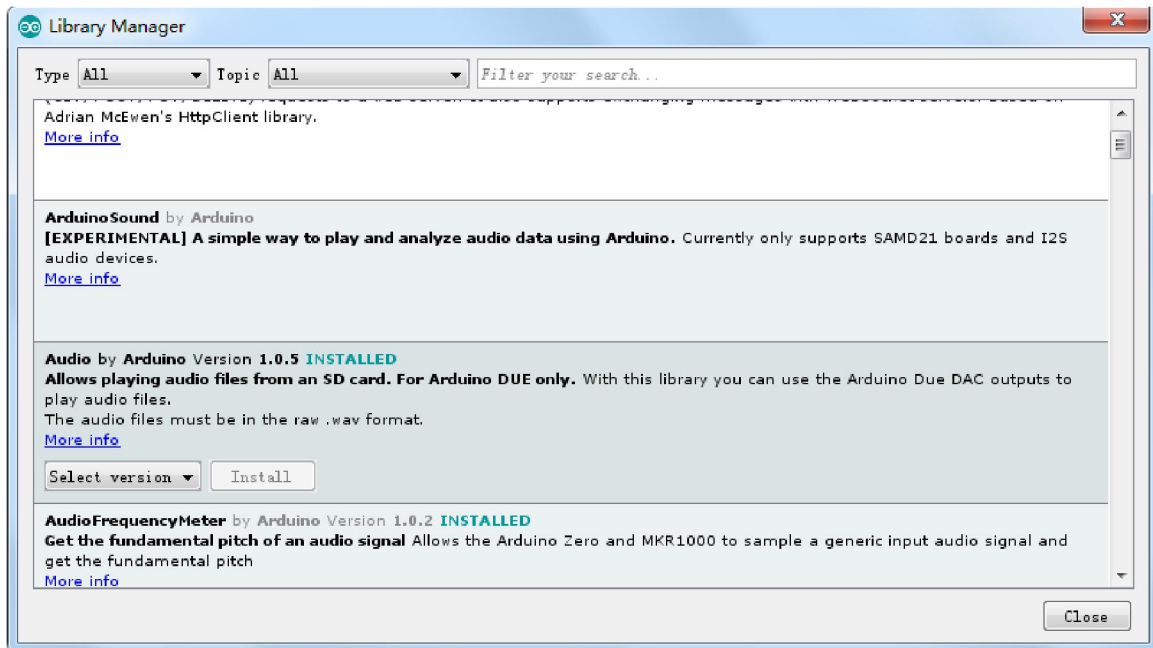 Library Manager
Type All Topic All Filter your search...
Adrian McEwen's HttpClient library.
More info
ArduinoSound by Arduino
[EXPERIMENTAL] A simple way to play and analyze audio data using Arduino. Currently only supports SAMD21 boards and I2S
audio devices.
More info
Audio by Arduino Version 1.0.5 INSTALLED
Allows playing audio files from an SD card. For Arduino DUE only. With this library you can use the Arduino Due DAC outputs to
play audio files.
The audio files must be in the raw .wav format.
More info
Select version Install
AudioFrequencyMeter by Arduino Version 1.0.2 INSTALLED
Get the fundamental pitch of an audio signal Allows the Arduino Zero and MKR1000 to sample a generic input audio signal and
get the fundamental pitch
More info
Close